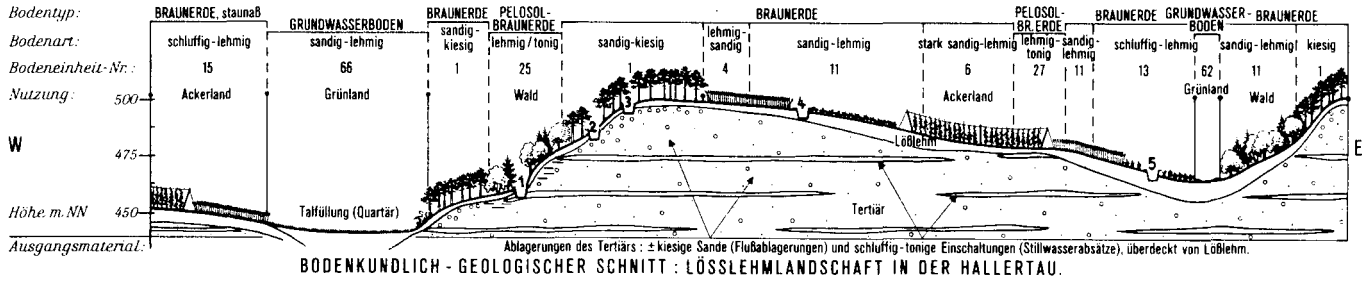 Bodentyp: BRAUNERDE, staunaß GRUNDWASSERBODEN BRAUNERDE PELOSOL-BRAUNERDE BRAUNERDE PELOSOL-BR.ERDE BRAUNERDE GRUNDWASSER-BODEN BRAUNERDE
Bodenart: schluffig-lehmig sandig-lehmig sandig-kiesig lehmig/tonig sandig-kiesig lehmig-sandig sandig-lehmig stark sandig-lehmig lehmig-tonig sandig-lehmig schluffig-lehmig sandig-lehmig kiesig
Bodeneinheit-Nr.: 15 66 1 25 1 4 11 6 27 11 13 62 11 1
Nutzung: Ackerland Grünland Wald Ackerland Grünland Wald
500
3
4
2
W
Lößlehm
E
475
5
1
Höhe m. NN 450 Talfüllung (Quartär) Tertiär
Ausgangsmaterial: Ablagerungen des Tertiärs : ± kiesige Sande (Flußablagerungen) und schluffig-tonige Einschaltungen (Stillwasserabsätze), überdeckt von Lößlehm.
BODENKUNDLICH - GEOLOGISCHER SCHNITT : LÖSSLEHMLANDSCHAFT IN DER HALLERTAU.